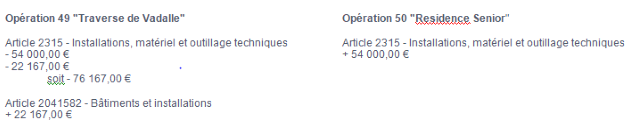 Opération 49 "Traverse de Vadalle"
Article 2315 - Installations, matériel et outillage techniques
- 54 000,00 €
- 22 167,00 €
soit - 76 167,00 €
Article 2041582 - Bâtiments et installations
+ 22 167,00 €
Opération 50 "Residence Senior"
Article 2315 - Installations, matériel et outillage techniques
+ 54 000,00 €